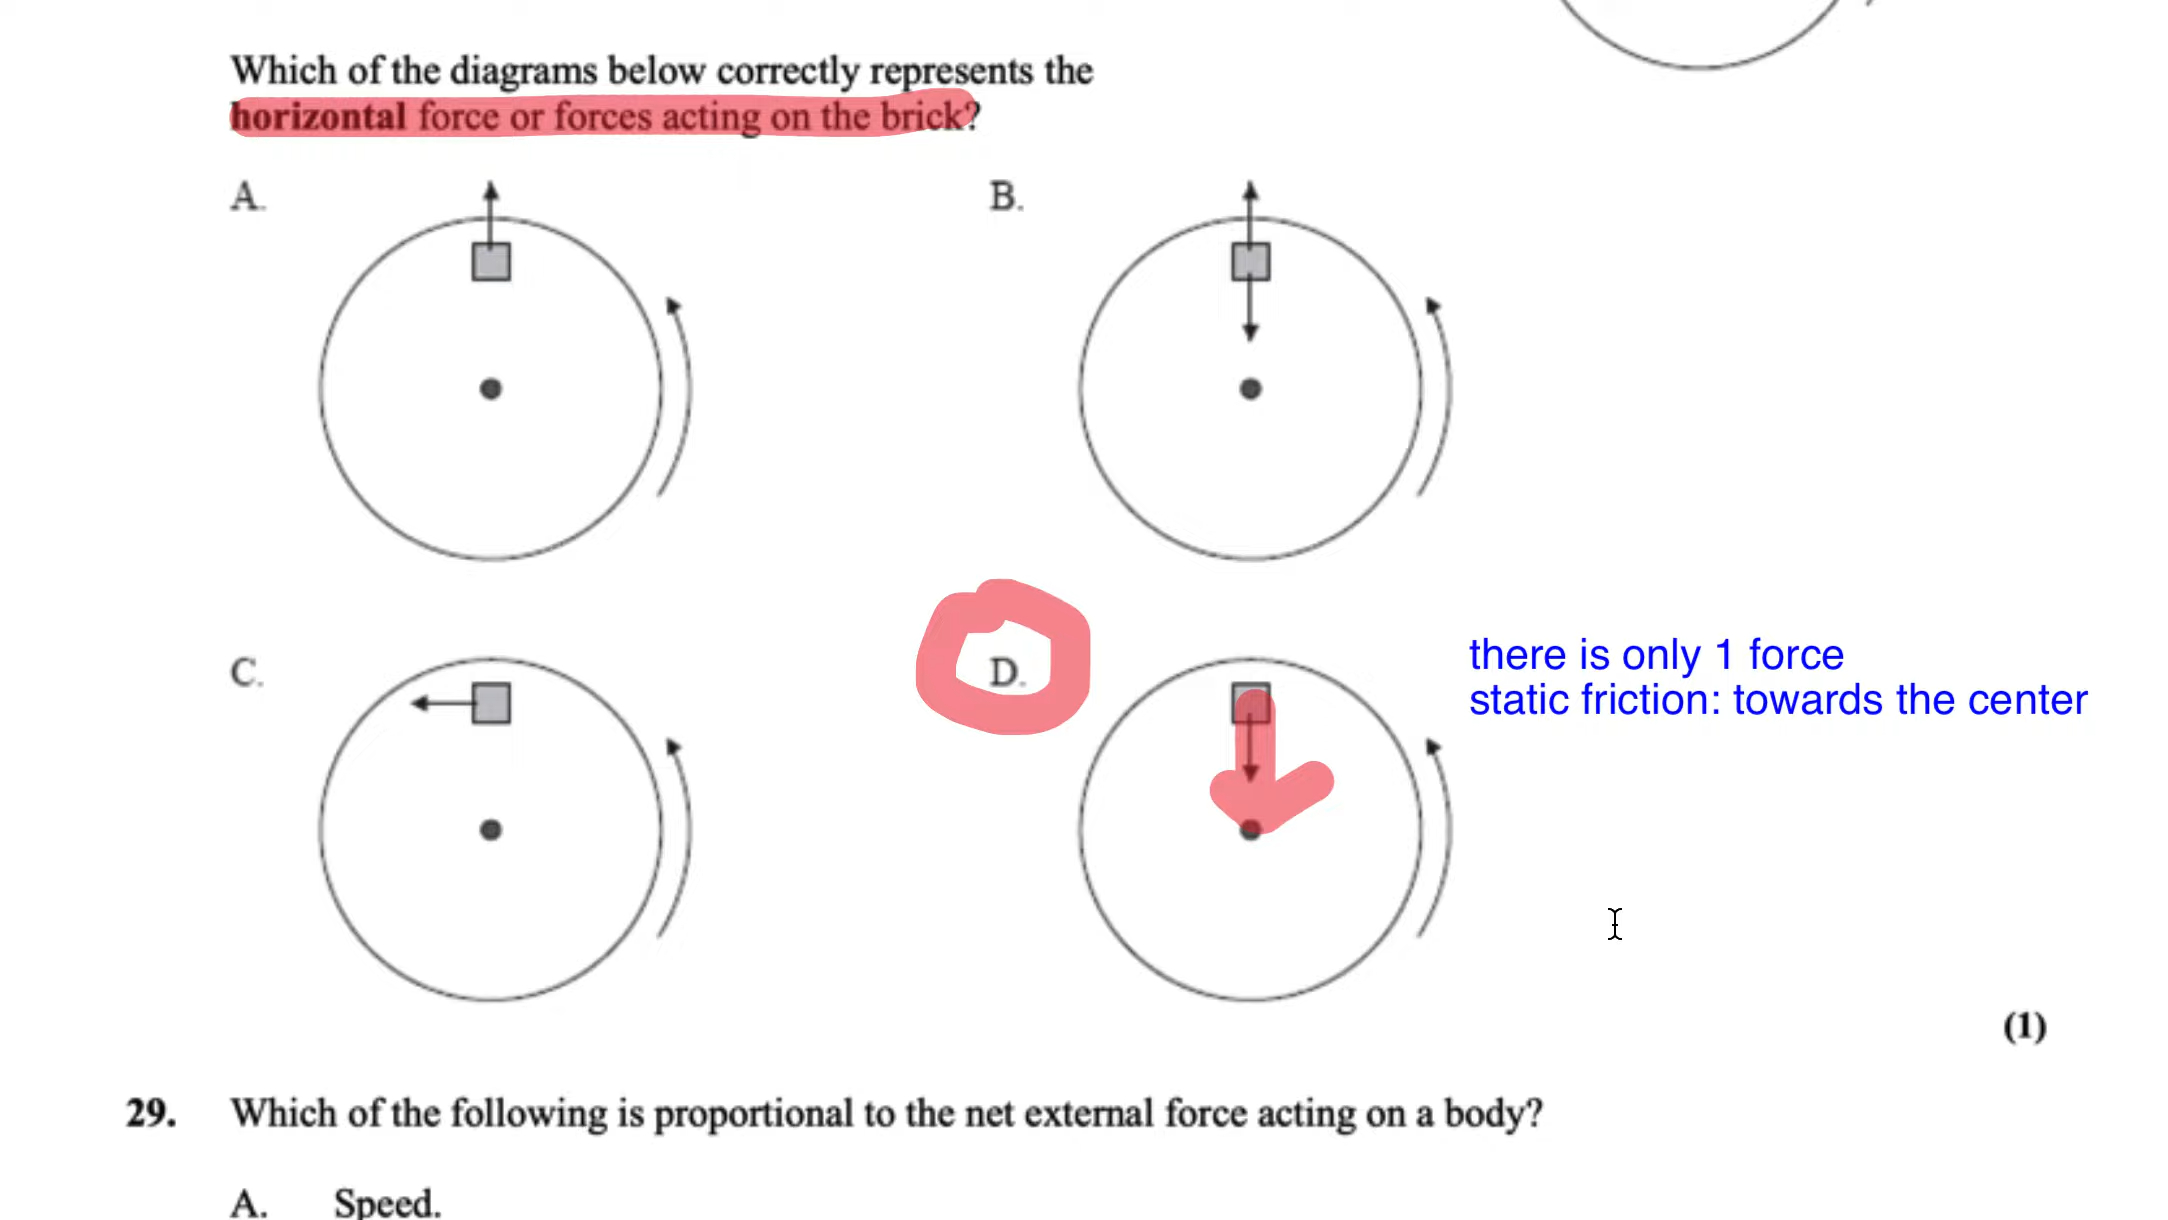 Which of the diagrams below correctly represents the
horizontal force or forces acting on the brick?
A.
B.
C.
D.
there is only 1 force
static friction: towards the center
(1)
29. Which of the following is proportional to the net external force acting on a body?
A. Speed.